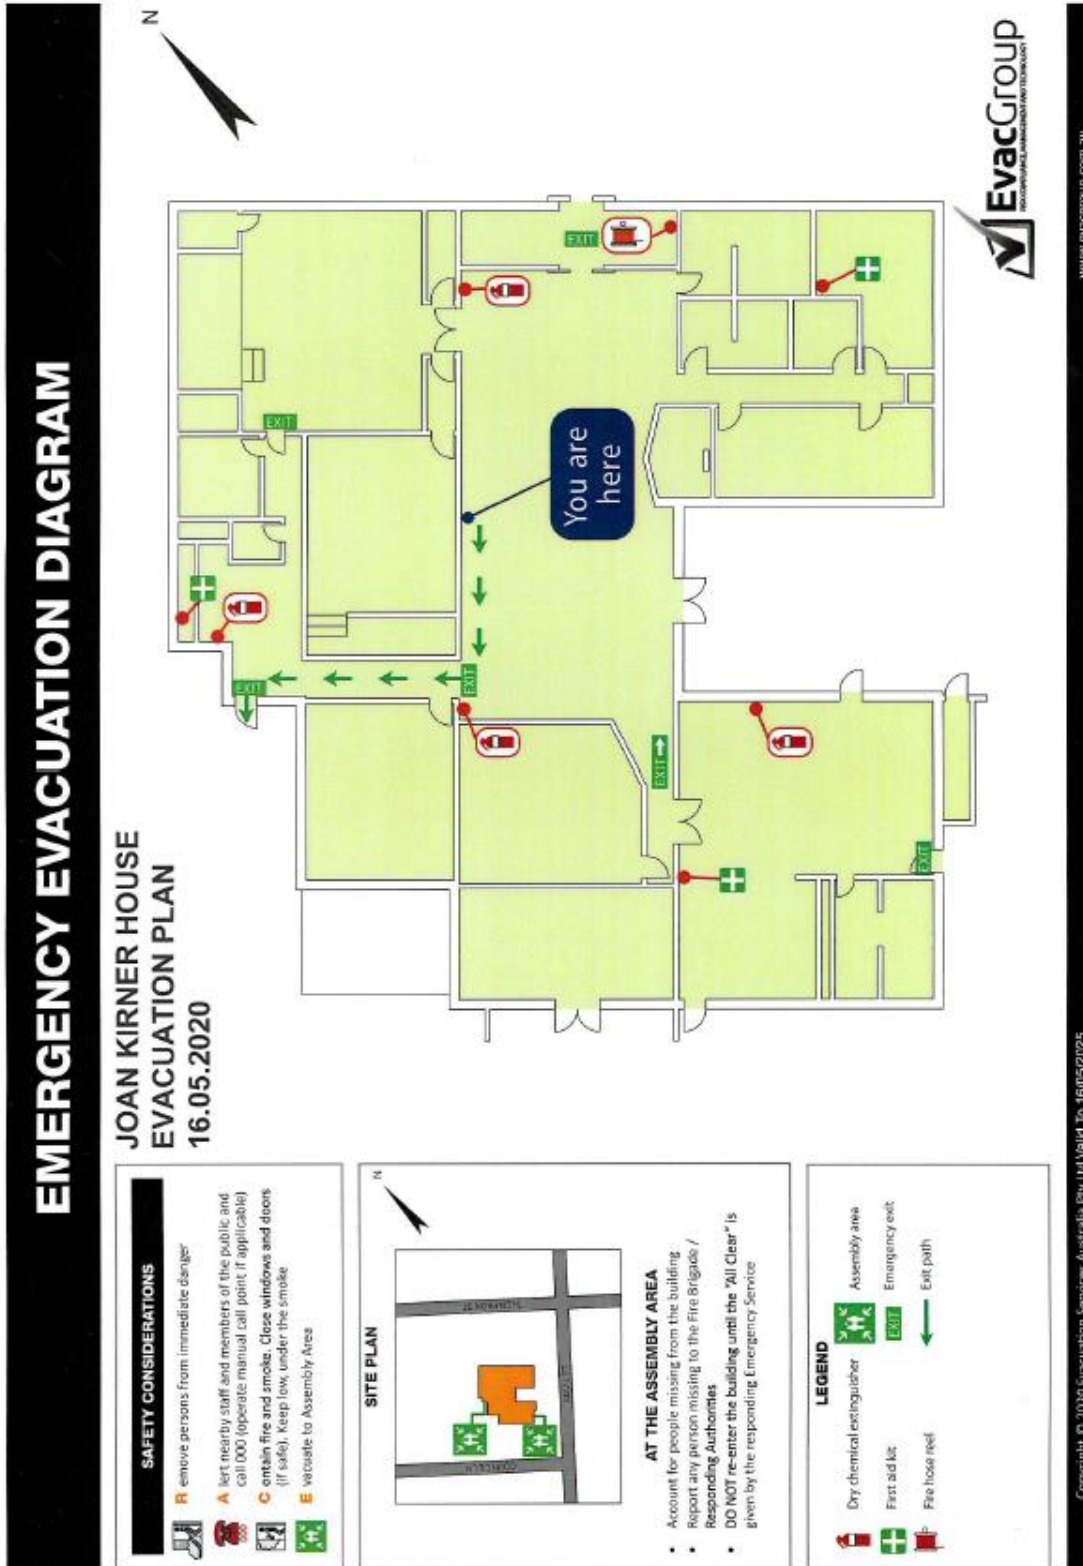 EMERGENCY EVACUATION DIAGRAM
JOAN KIRNER HOUSE
EVACUATION PLAN
16.05.2020
N
SAFETY CONSIDERATIONS
R emove persons from immediate danger
A lert nearby staff and members of the public and
call 000 (operate manual call point if applicable)
C ontain fire and smoke. Close windows and doors
(if safe). Keep low, under the smoke
E vacuate to Assembly Area
SITE PLAN
N
AT THE ASSEMBLY AREA
• Account for people missing from the building
• Report any person missing to the Fire Brigade /
Responding Authorities
• DO NOT re-enter the building until the "All Clear" is
given by the responding Emergency Service
LEGEND
Dry chemical extinguisher
Assembly area
First aid kit
EXIT
Emergency exit
Fire hose reel
Exit path
EXIT
EXIT
EXIT
EXIT
EXIT
EXIT
You are
here
EvacGroup